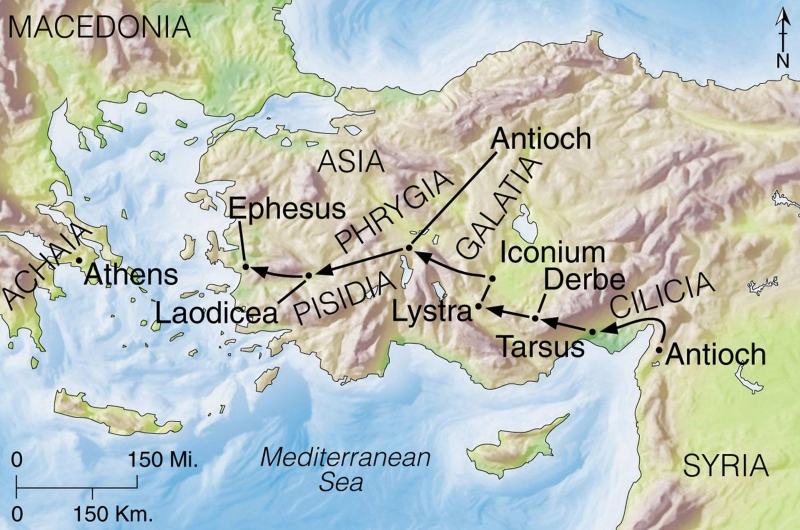 MACEDONIA
N
Antioch
ASIA
PHRYGIA
GALATIA
Ephesus
ACHAIA
Athens
Iconium
Derbe
Laodicea
PISIDIA
Lystra
CILICIA
Tarsus
Antioch
Mediterranean
Sea
SYRIA
0 150 Mi.
0 150 Km.